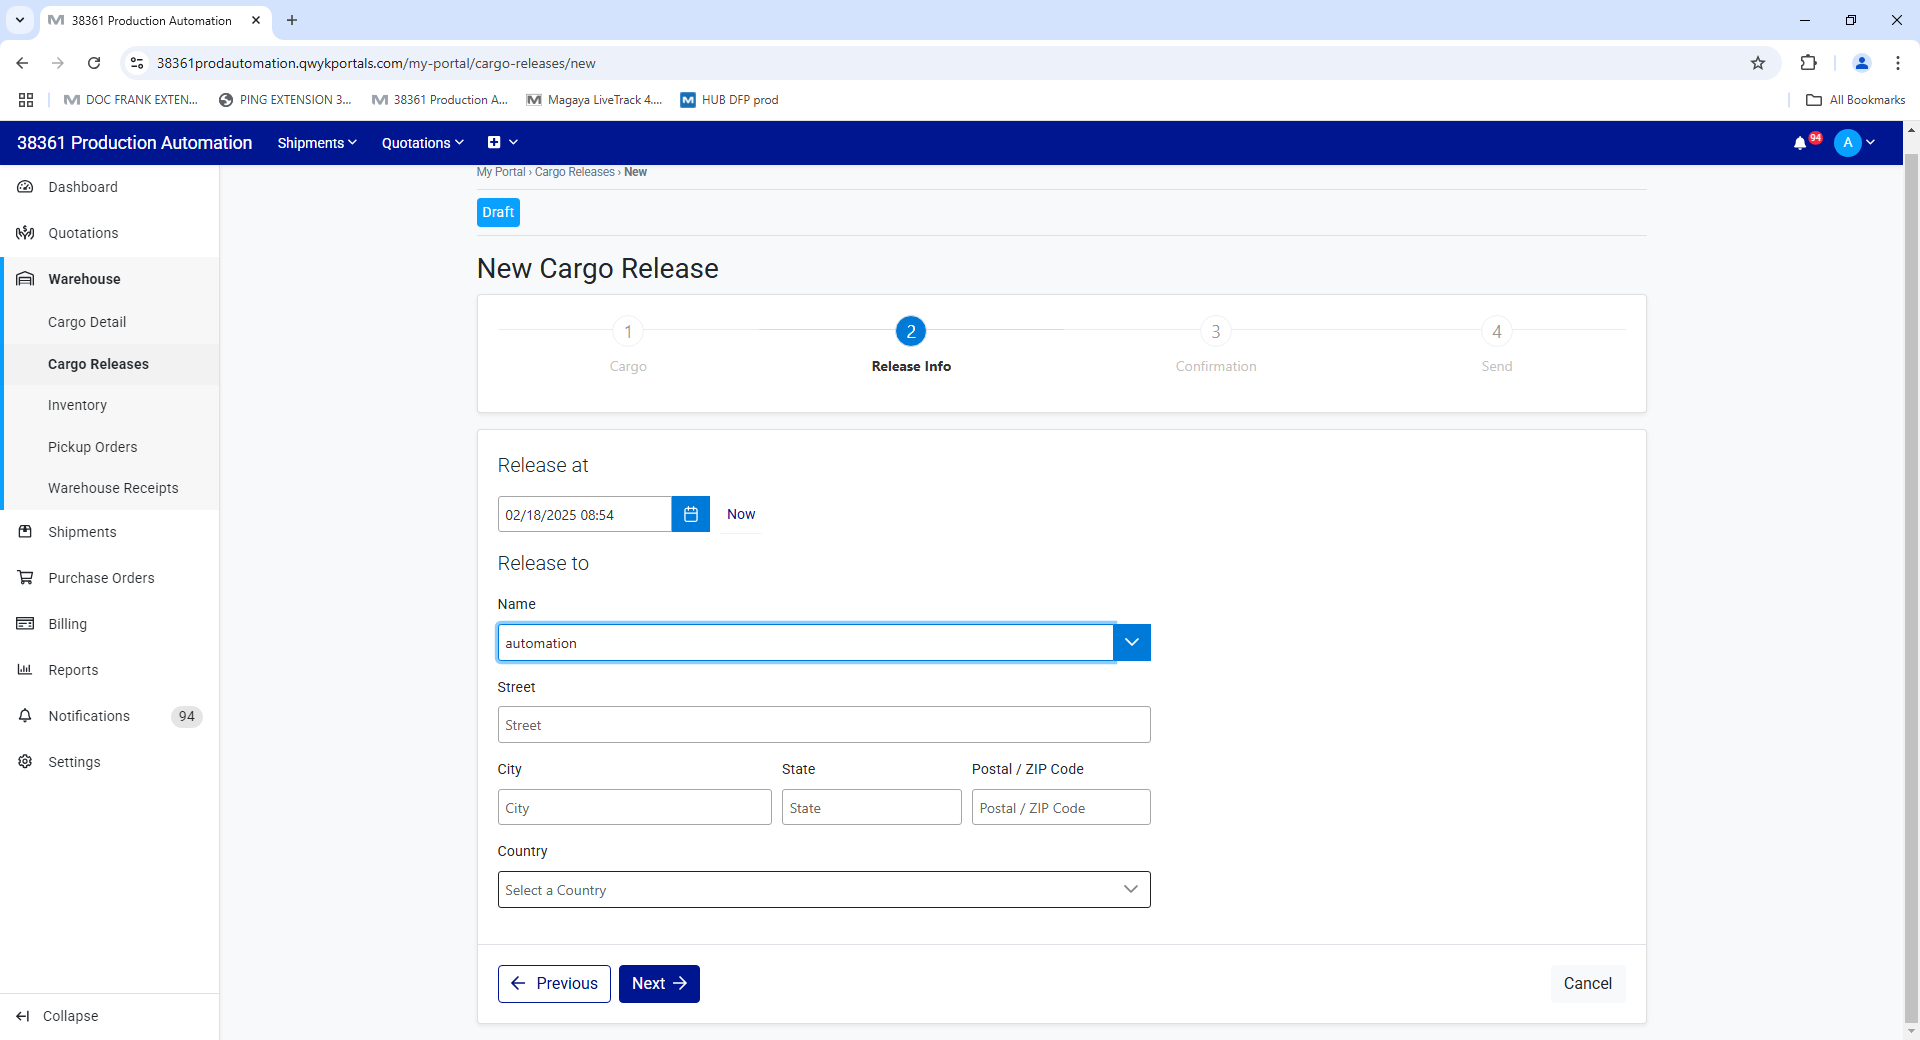 38361 Production Automation
38361prodautomation.qwykportals.com/my-portal/cargo-releases/new
DOC FRANK EXTEN...
PING EXTENSION 3...
38361 Production A...
Magaya LiveTrack 4....
HUB DFP prod
All Bookmarks
38361 Production Automation
Shipments
Quotations
94
A
Dashboard
Quotations
Warehouse
Cargo Detail
Cargo Releases
Inventory
Pickup Orders
Warehouse Receipts
Shipments
Purchase Orders
Billing
Reports
Notifications
94
Settings
Collapse
My Portal › Cargo Releases › New
Draft
New Cargo Release
1
Cargo
2
Release Info
3
Confirmation
4
Send
Release at
02/18/2025 08:54
Now
Release to
Name
automation
Street
Street
City
State
Postal / ZIP Code
City
State
Postal / ZIP Code
Country
Select a Country
Previous
Next
Cancel